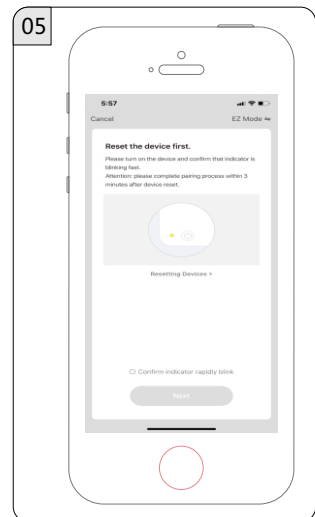 05
5:57
Cancel EZ Mode ⇋
Reset the device first.
Please turn on the device and confirm that indicator is
blinking fast.
Attention: please complete pairing process within 3
minutes after device reset.
Resetting Devices >
Confirm indicator rapidly blink
Next